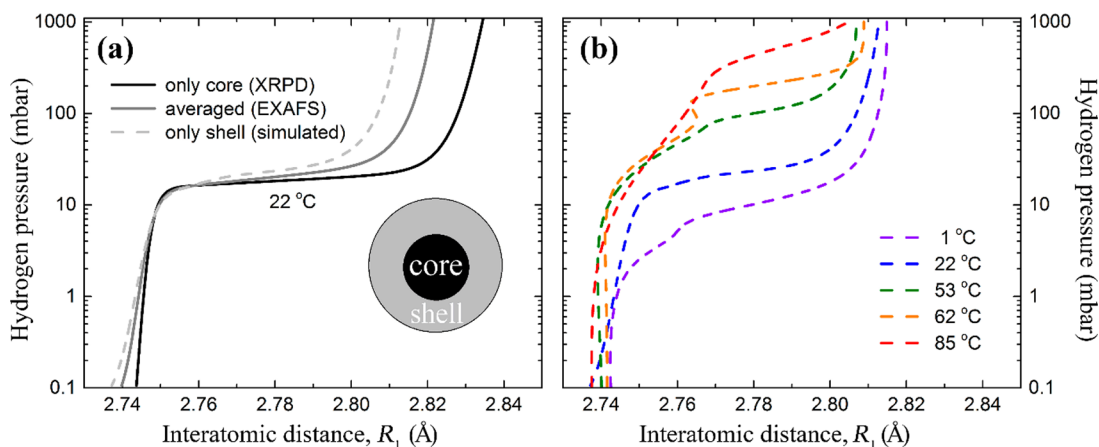 (a)
only core (XRPD)
averaged (EXAFS)
only shell (simulated)
22 °C
core
shell
Hydrogen pressure (mbar)
1000
100
10
1
0.1
2.74 2.76 2.78 2.80 2.82 2.84
Interatomic distance, R₁ (Å)
(b)
1 °C
22 °C
53 °C
62 °C
85 °C
1000
100
10
1
0.1
Hydrogen pressure (mbar)
2.74 2.76 2.78 2.80 2.82 2.84
Interatomic distance, R₁ (Å)